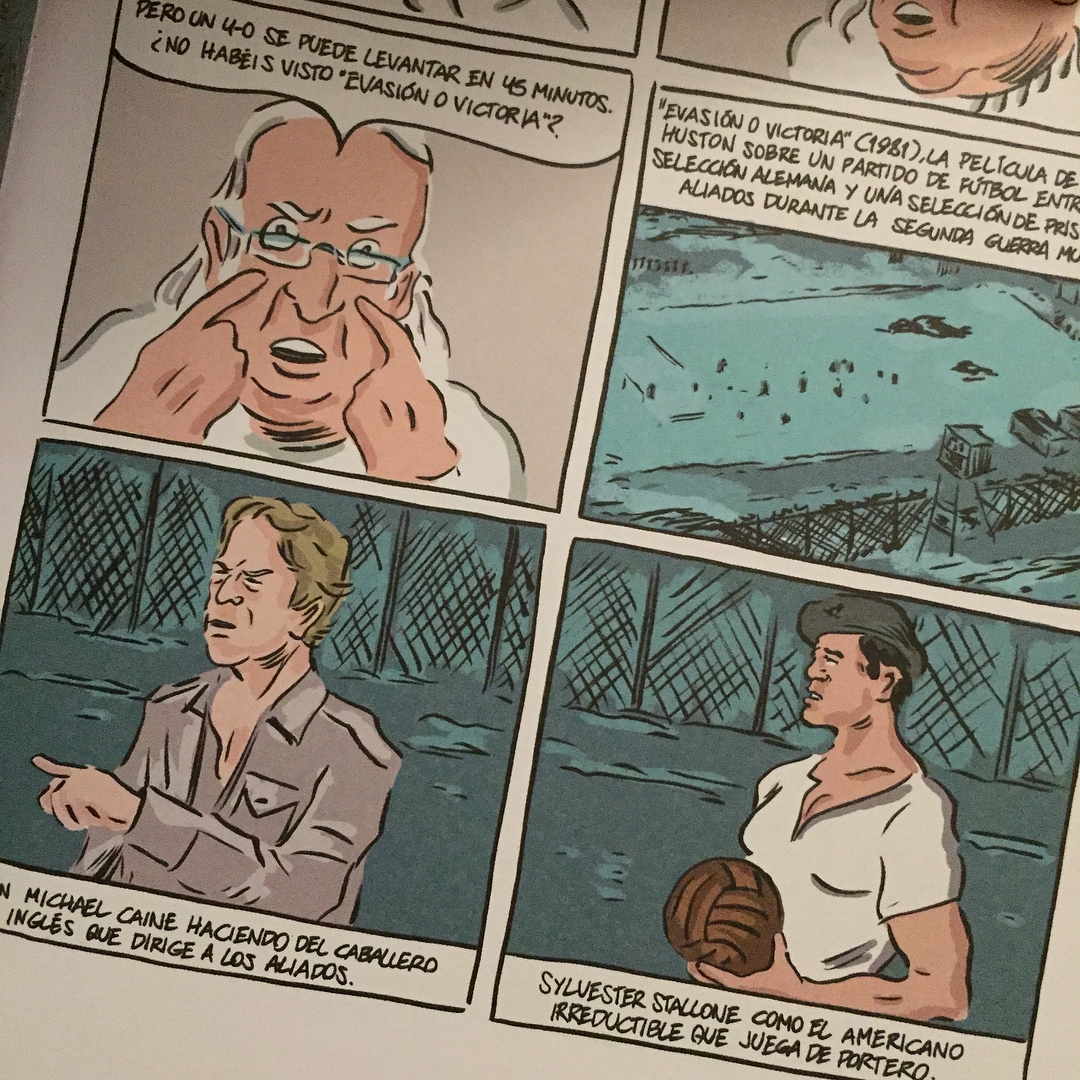 PERO UN 4-0 SE PUEDE LEVANTAR EN 45 MINUTOS.
¿NO HABÉIS VISTO "EVASIÓN O VICTORIA"?
"EVASIÓN O VICTORIA" (1981), LA PELÍCULA DE
HUSTON SOBRE UN PARTIDO DE FÚTBOL ENTR
SELECCIÓN ALEMANA Y UNA SELECCIÓN DE PRIS
ALIADOS DURANTE LA SEGUNDA GUERRA MU
N MICHAEL CAINE HACIENDO DEL CABALLERO
INGLÉS QUE DIRIGE A LOS ALIADOS.
SYLVESTER STALLONE COMO EL AMERICANO
IRREDUCTIBLE QUE JUEGA DE PORTERO.